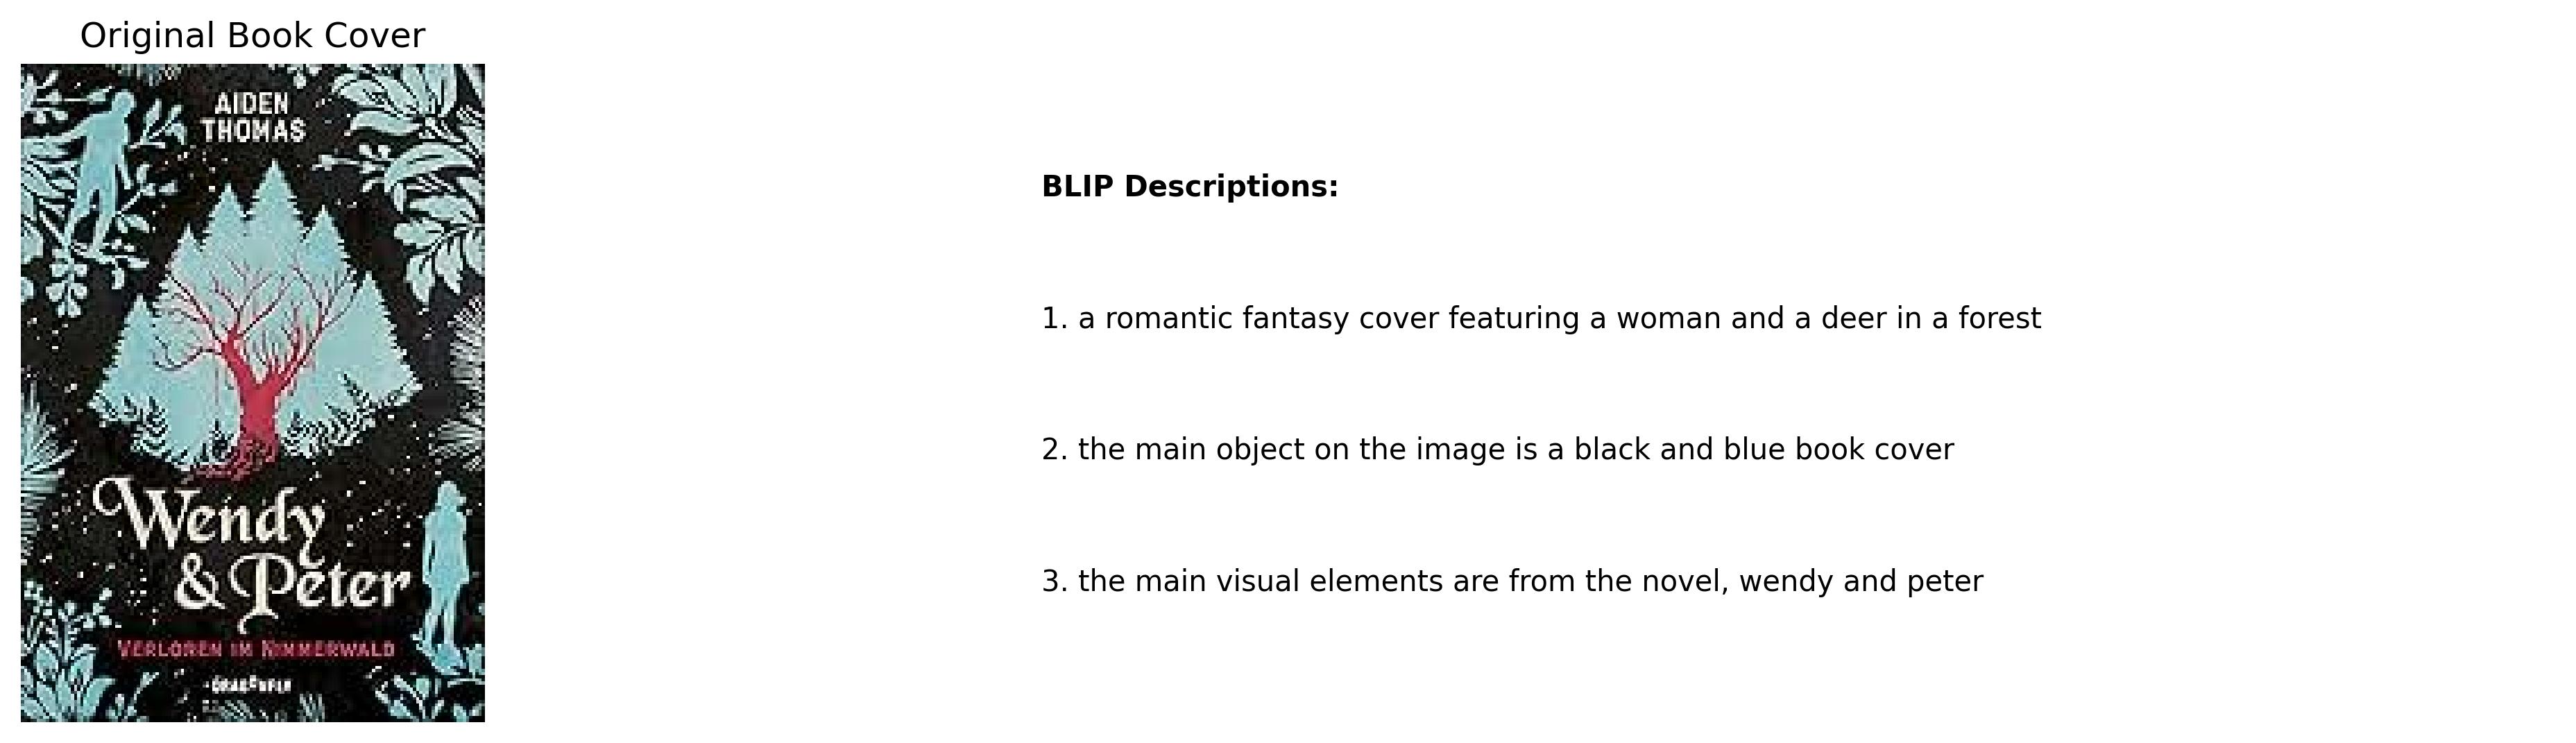 Original Book Cover
AIDEN
THOMAS
Wendy
& Peter
VERLOREN IM NIMMERWALD
BLIP Descriptions:
1. a romantic fantasy cover featuring a woman and a deer in a forest
2. the main object on the image is a black and blue book cover
3. the main visual elements are from the novel, wendy and peter